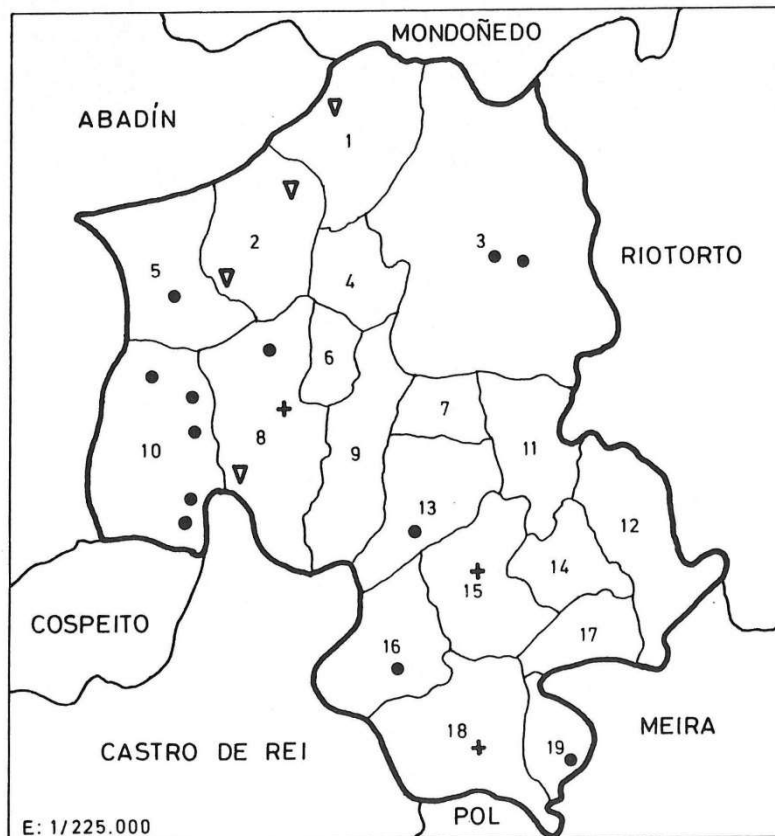 MONDOÑEDO
ABADÍN
1
2
3
RIOTORTO
5
4
6
7
8
9
10
11
13
12
14
15
COSPEITO
16
17
CASTRO DE REI
18
19
MEIRA
POL
E: 1/225.000